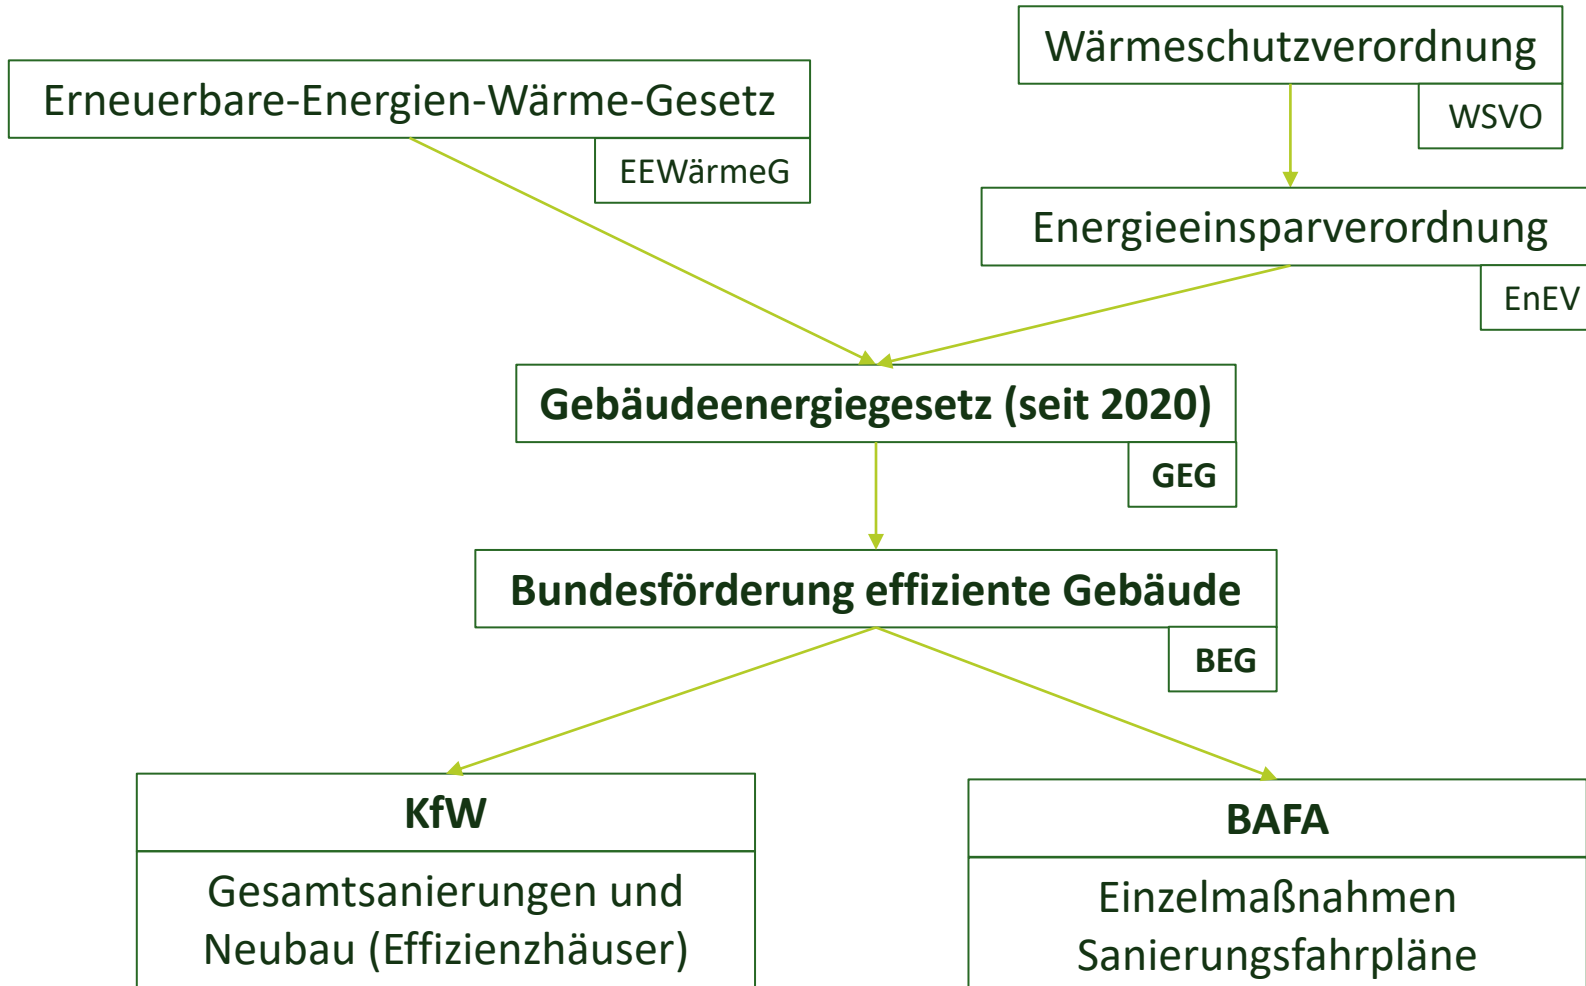 Wärmeschutzverordnung
WSVO
Erneuerbare-Energien-Wärme-Gesetz
EEWärmeG
Energieeinsparverordnung
EnEV
Gebäudeenergiegesetz (seit 2020)
GEG
Bundesförderung effiziente Gebäude
BEG
KfW
Gesamtsanierungen und
Neubau (Effizienzhäuser)
BAFA
Einzelmaßnahmen
Sanierungsfahrpläne